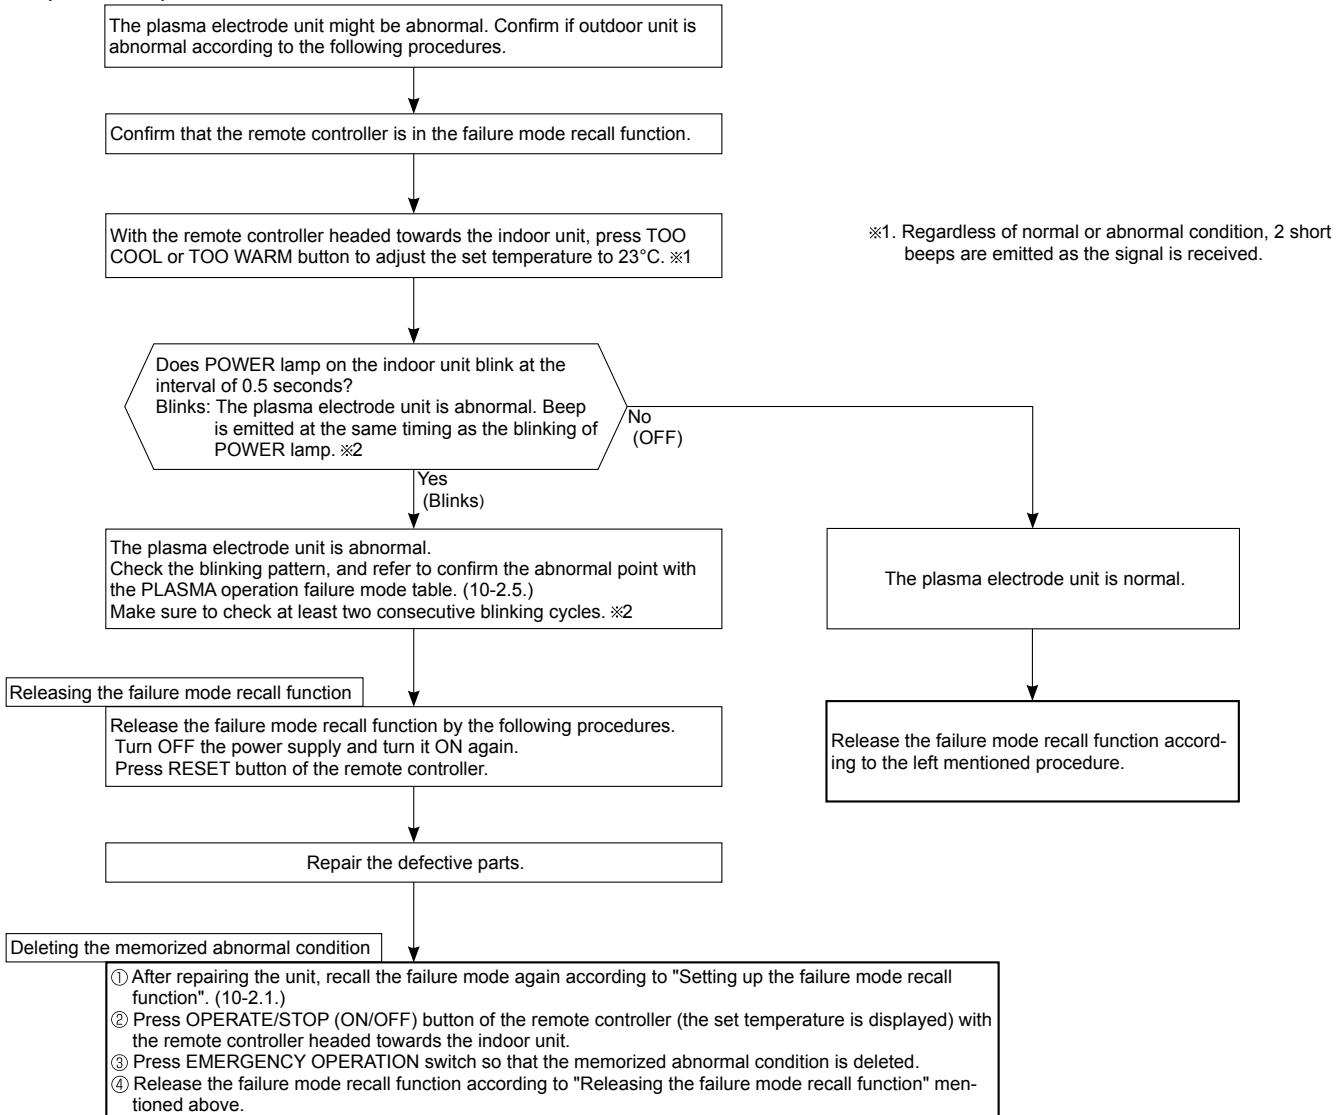 The plasma electrode unit might be abnormal. Confirm if outdoor unit is
abnormal according to the following procedures.
Confirm that the remote controller is in the failure mode recall function.
With the remote controller headed towards the indoor unit, press TOO
COOL or TOO WARM button to adjust the set temperature to 23°C. ※1
※1. Regardless of normal or abnormal condition, 2 short
beeps are emitted as the signal is received.
Does POWER lamp on the indoor unit blink at the
interval of 0.5 seconds?
Blinks: The plasma electrode unit is abnormal. Beep
is emitted at the same timing as the blinking of
POWER lamp. ※2
No
(OFF)
Yes
(Blinks)
The plasma electrode unit is abnormal.
Check the blinking pattern, and refer to confirm the abnormal point with
the PLASMA operation failure mode table. (10-2.5.)
Make sure to check at least two consecutive blinking cycles. ※2
The plasma electrode unit is normal.
Releasing the failure mode recall function
Release the failure mode recall function by the following procedures.
Turn OFF the power supply and turn it ON again.
Press RESET button of the remote controller.
Release the failure mode recall function accord-
ing to the left mentioned procedure.
Repair the defective parts.
Deleting the memorized abnormal condition
① After repairing the unit, recall the failure mode again according to "Setting up the failure mode recall
function". (10-2.1.)
② Press OPERATE/STOP (ON/OFF) button of the remote controller (the set temperature is displayed) with
the remote controller headed towards the indoor unit.
③ Press EMERGENCY OPERATION switch so that the memorized abnormal condition is deleted.
④ Release the failure mode recall function according to "Releasing the failure mode recall function" men-
tioned above.